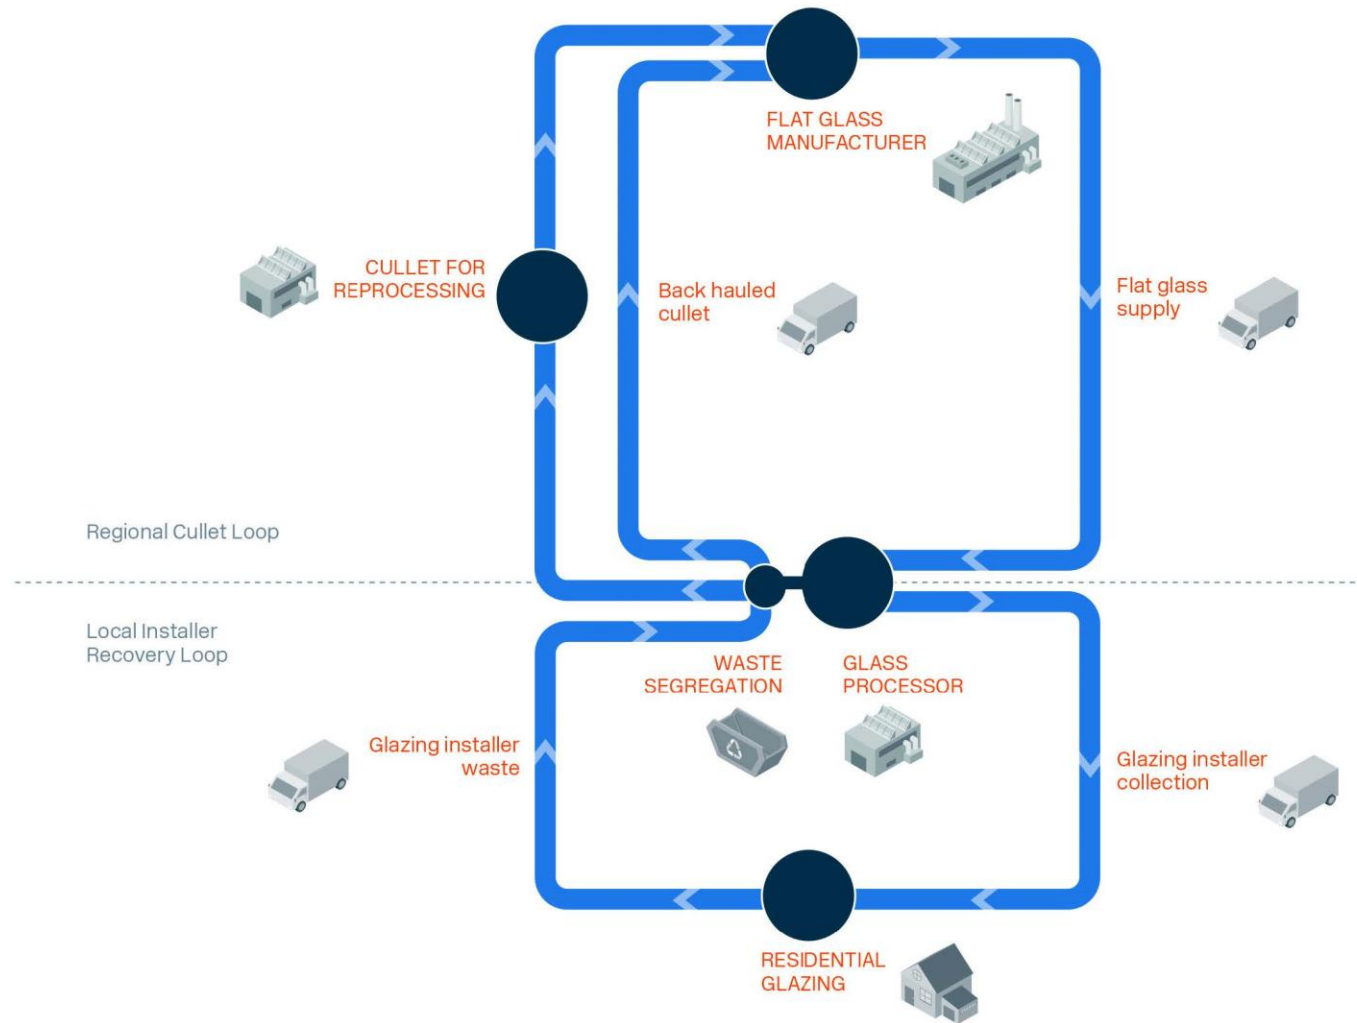 FLAT GLASS
MANUFACTURER
CULLET FOR
REPROCESSING
Back hauled
cullet
Flat glass
supply
Regional Cullet Loop
Local Installer
Recovery Loop
WASTE
SEGREGATION
GLASS
PROCESSOR
Glazing installer
waste
Glazing installer
collection
RESIDENTIAL
GLAZING